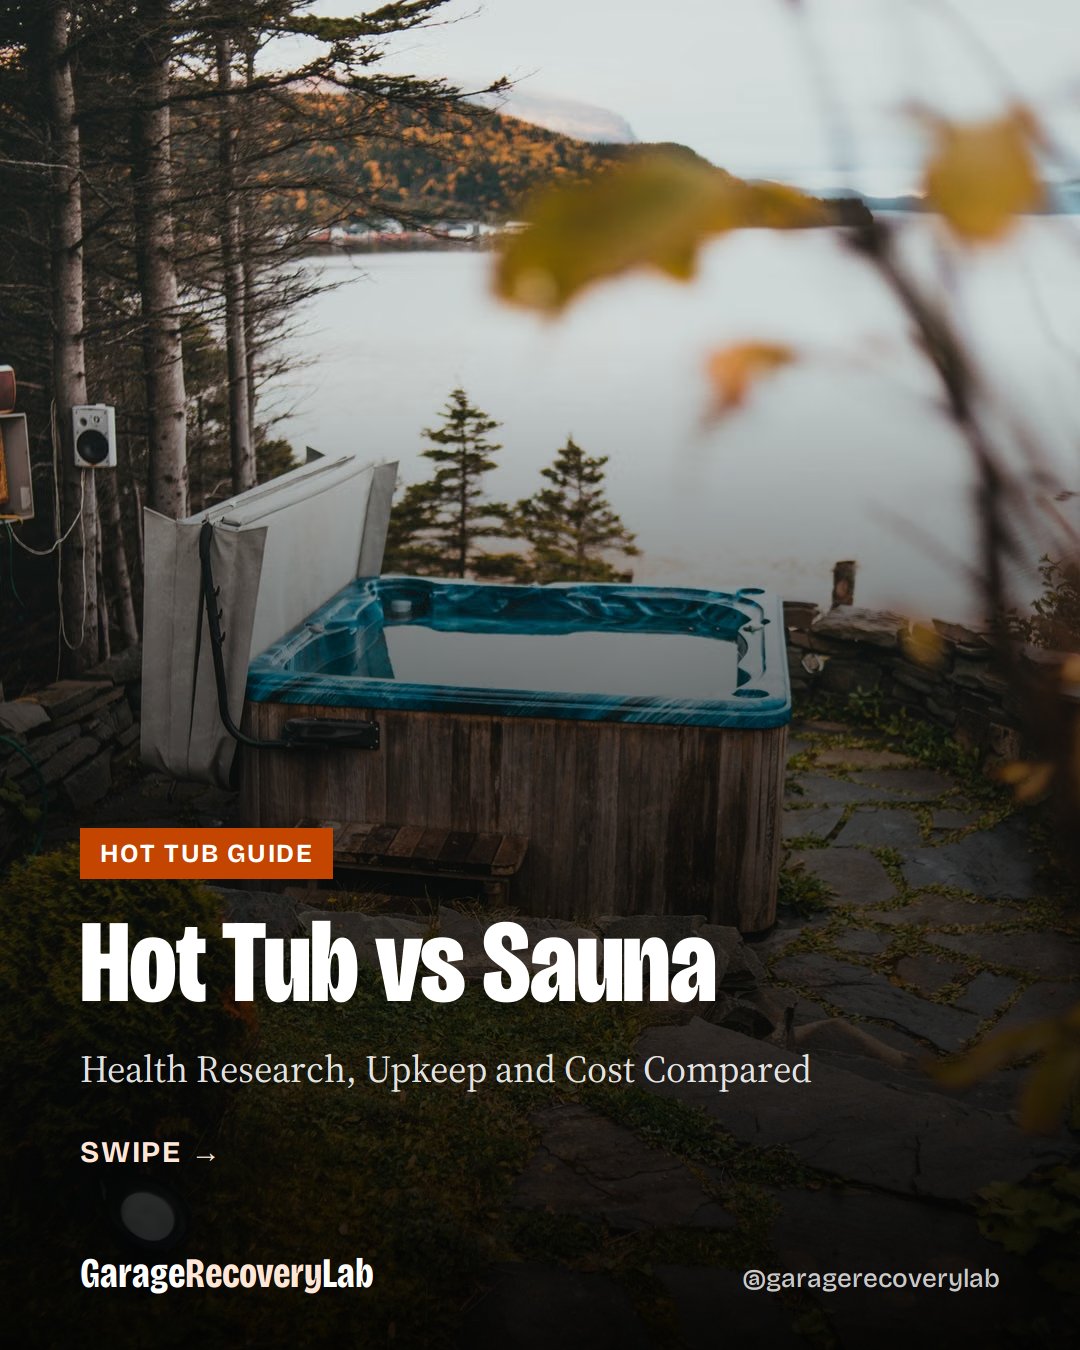 HOT TUB GUIDE
Hot Tub vs Sauna
Health Research, Upkeep and Cost Compared
SWIPE →
GarageRecoveryLab
@garagerecoverylab